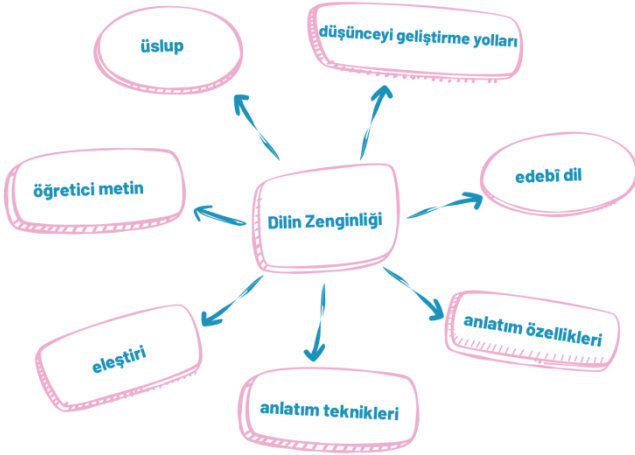 üslup
düşünceyi geliştirme yolları
öğretici metin
Dilin Zenginliği
edebî dil
eleştiri
anlatım teknikleri
anlatım özellikleri